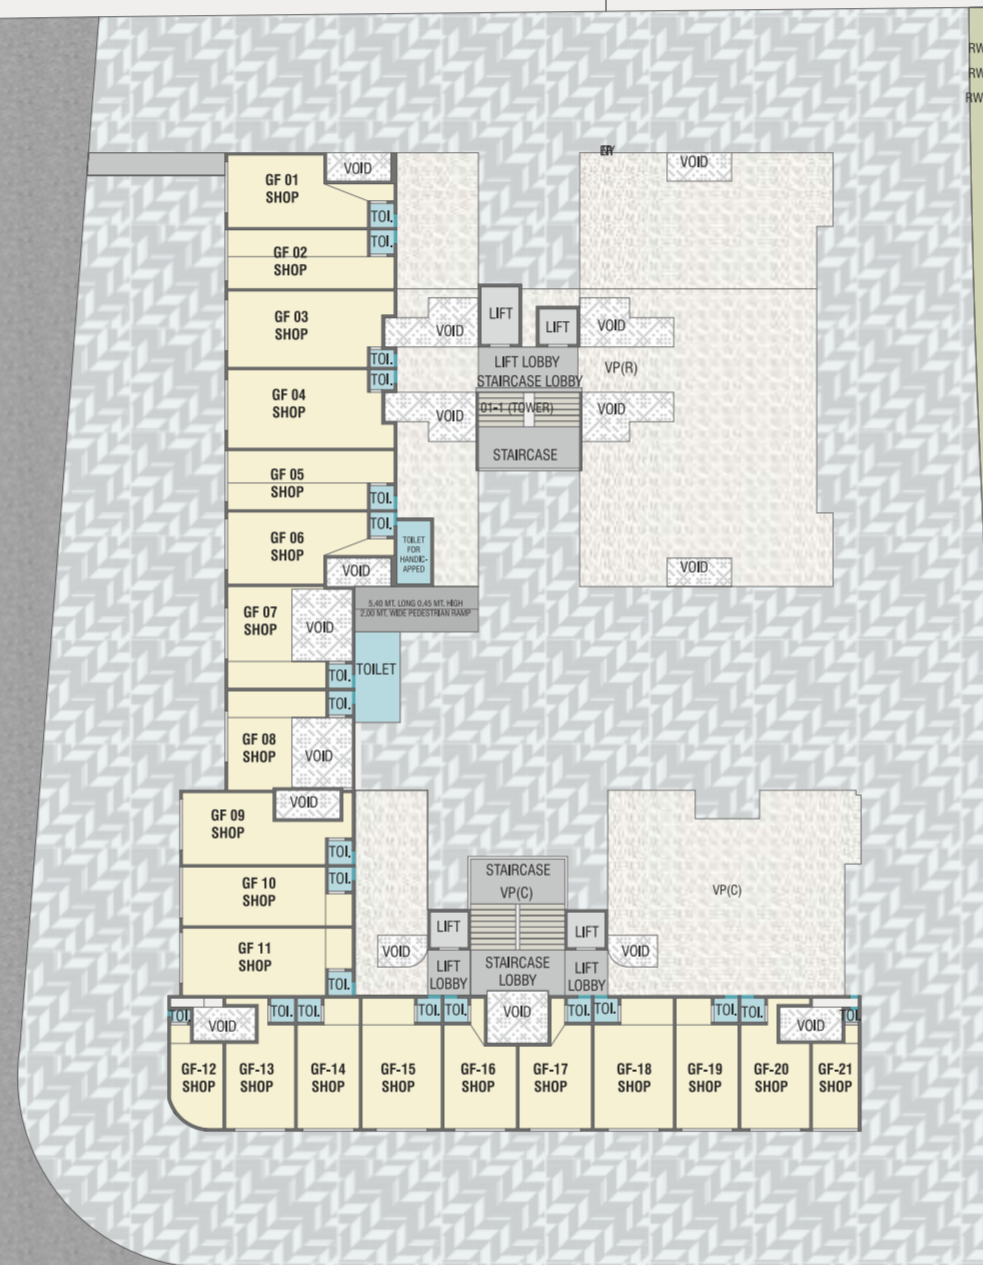 RW
RW
RW
VOID
VOID
GF 01
SHOP
TOI.
TOI.
GF 02
SHOP
GF 03
SHOP
VOID
LIFT
LIFT
VOID
TOI.
LIFT LOBBY
VP(R)
TOI.
STAIRCASE LOBBY
GF 04
SHOP
VOID
01-1 (TOWER)
VOID
STAIRCASE
GF 05
SHOP
TOI.
TOI.
GF 06
SHOP
TOILET
FOR
HANDIC-
APPED
VOID
VOID
5.40 MT. LONG 0.45 MT. HIGH
2.00 MT. WIDE PEDESTRIAN RAMP
GF 07
SHOP
VOID
TOI.
TOILET
TOI.
GF 08
SHOP
VOID
VOID
GF 09
SHOP
TOI.
STAIRCASE
VP(C)
VP(C)
GF 10
SHOP
TOI.
LIFT
LIFT
GF 11
SHOP
VOID
VOID
STAIRCASE
LOBBY
LIFT
LOBBY
LIFT
LOBBY
TOI.
TOI.
VOID
TOI.
TOI.
TOI.
TOI.
VOID
TOI.
TOI.
TOI.
TOI.
VOID
TOI.
GF-12
SHOP
GF-13
SHOP
GF-14
SHOP
GF-15
SHOP
GF-16
SHOP
GF-17
SHOP
GF-18
SHOP
GF-19
SHOP
GF-20
SHOP
GF-21
SHOP